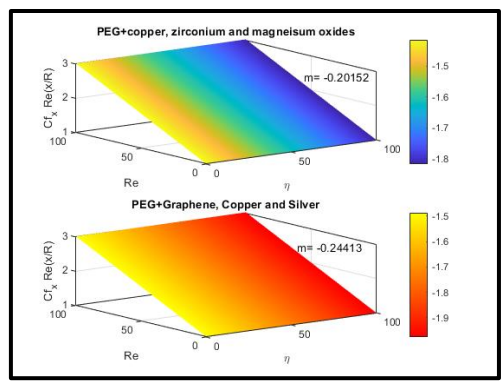 PEG+copper, zirconium and magneisum oxides
m= -0.20152
Cf_x Re(x/R)
3
2
1
100
50
0
Re
0
50
100
η
-1.5
-1.6
-1.7
-1.8
PEG+Graphene, Copper and Silver
m= -0.24413
Cf_x Re(x/R)
3
2
1
100
50
0
Re
0
50
100
η
-1.5
-1.6
-1.7
-1.8
-1.9